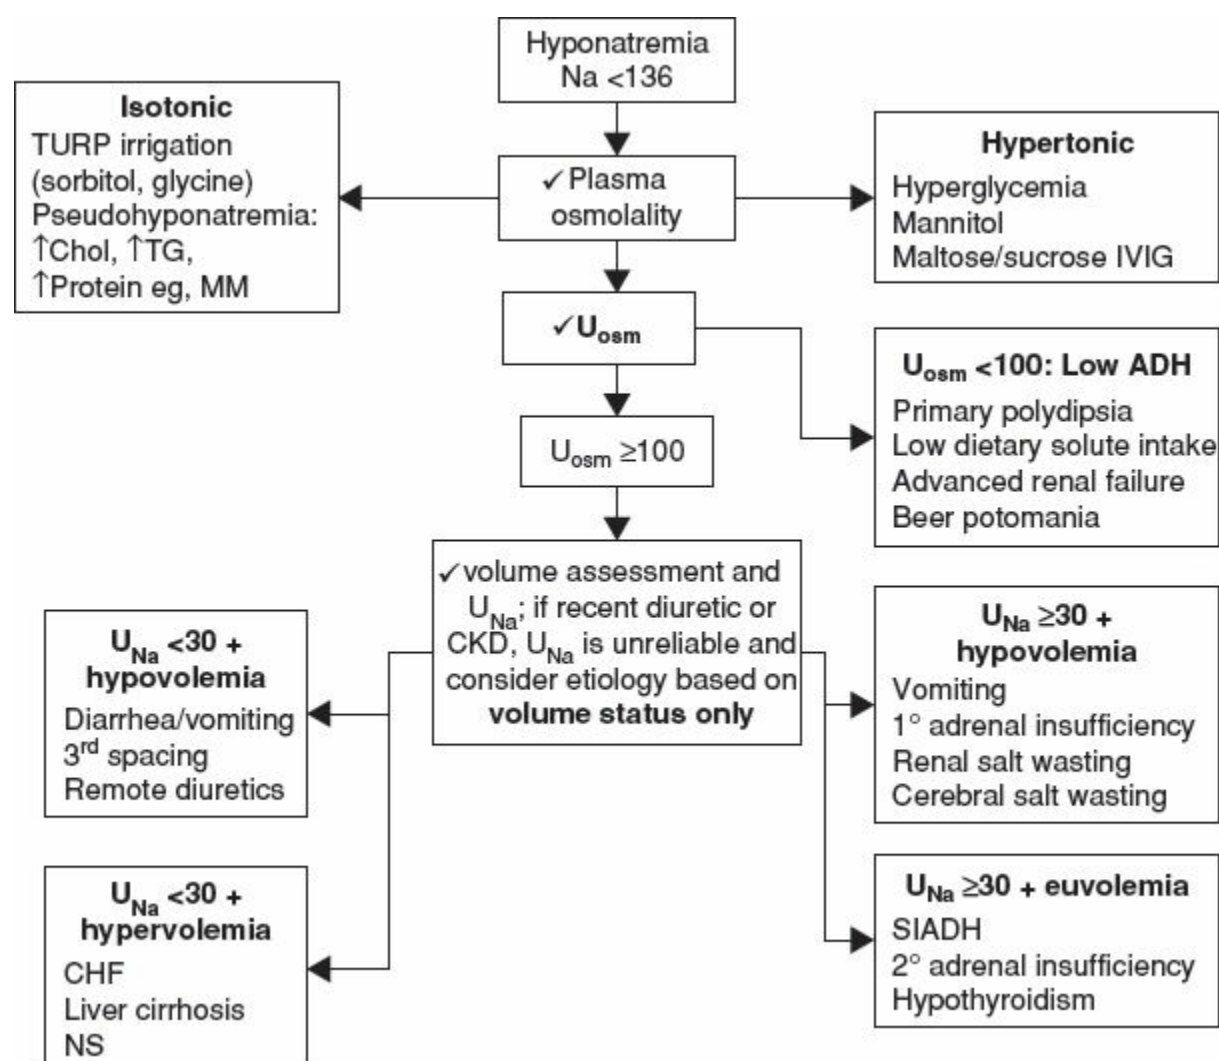 Hyponatremia
Na <136
Isotonic
TURP irrigation
(sorbitol, glycine)
Pseudohyponatremia:
↑Chol, ↑TG,
↑Protein eg, MM
✓ Plasma
osmolality
Hypertonic
Hyperglycemia
Mannitol
Maltose/sucrose IVIG
✓ Uosm
Uosm <100: Low ADH
Primary polydipsia
Low dietary solute intake
Advanced renal failure
Beer potomania
Uosm ≥100
✓ volume assessment and
UNa; if recent diuretic or
CKD, UNa is unreliable and
consider etiology based on
volume status only
UNa <30 +
hypovolemia
Diarrhea/vomiting
3rd spacing
Remote diuretics
UNa ≥30 +
hypovolemia
Vomiting
1° adrenal insufficiency
Renal salt wasting
Cerebral salt wasting
UNa <30 +
hypervolemia
CHF
Liver cirrhosis
NS
UNa ≥30 + euvolemia
SIADH
2° adrenal insufficiency
Hypothyroidism